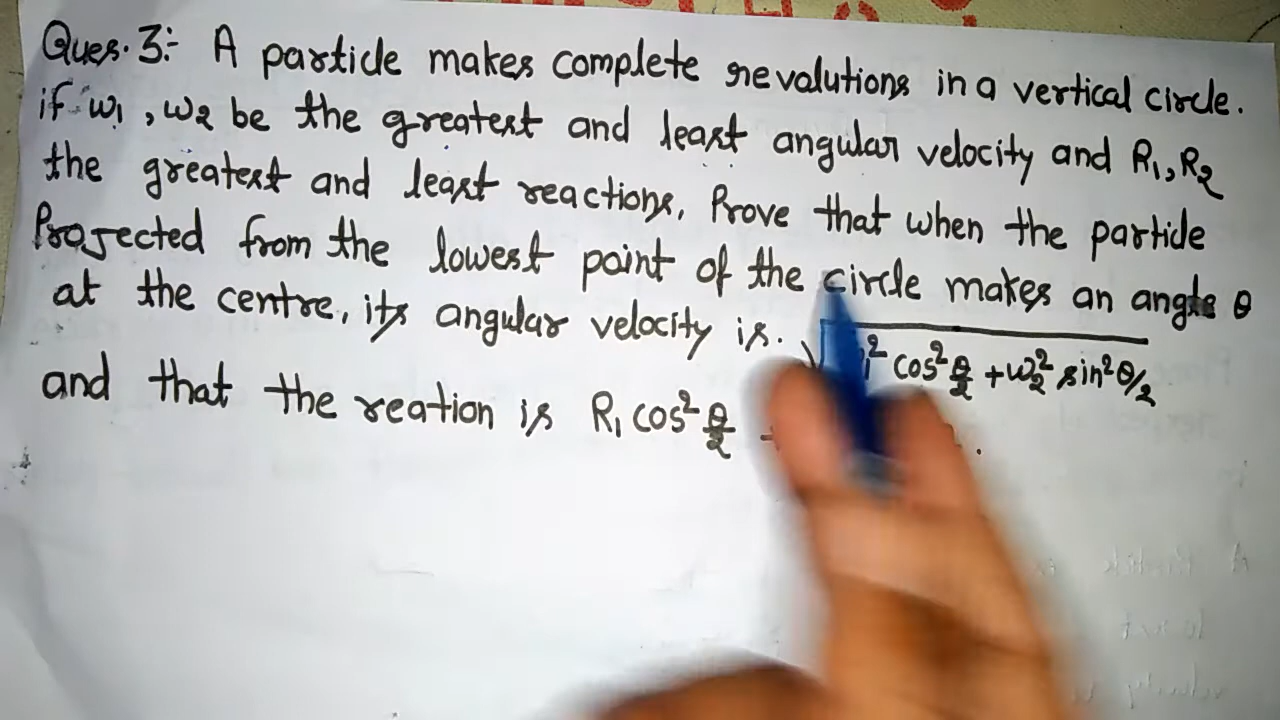 Ques. 3:- A particle makes complete revolutions in a vertical circle.
if ω1, ω2 be the greatest and least angular velocity and R1, R2
the greatest and least reactions, Prove that when the particle
Projected from the lowest point of the circle makes an angle θ
at the centre, its angular velocity is. √ 1² cos² θ/2 + ω2² sin² θ/2
and that the reation is R1 cos² θ/2